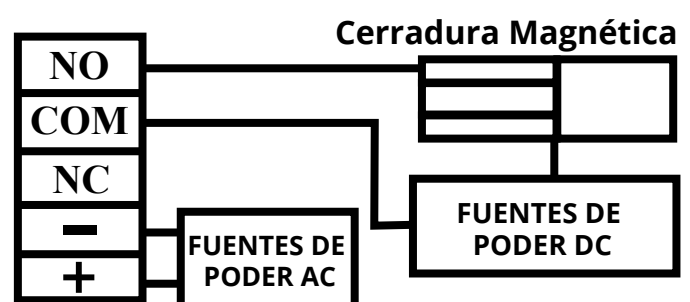 Cerradura Magnética
NO
COM
NC
-
+
FUENTES DE
PODER AC
FUENTES DE
PODER DC